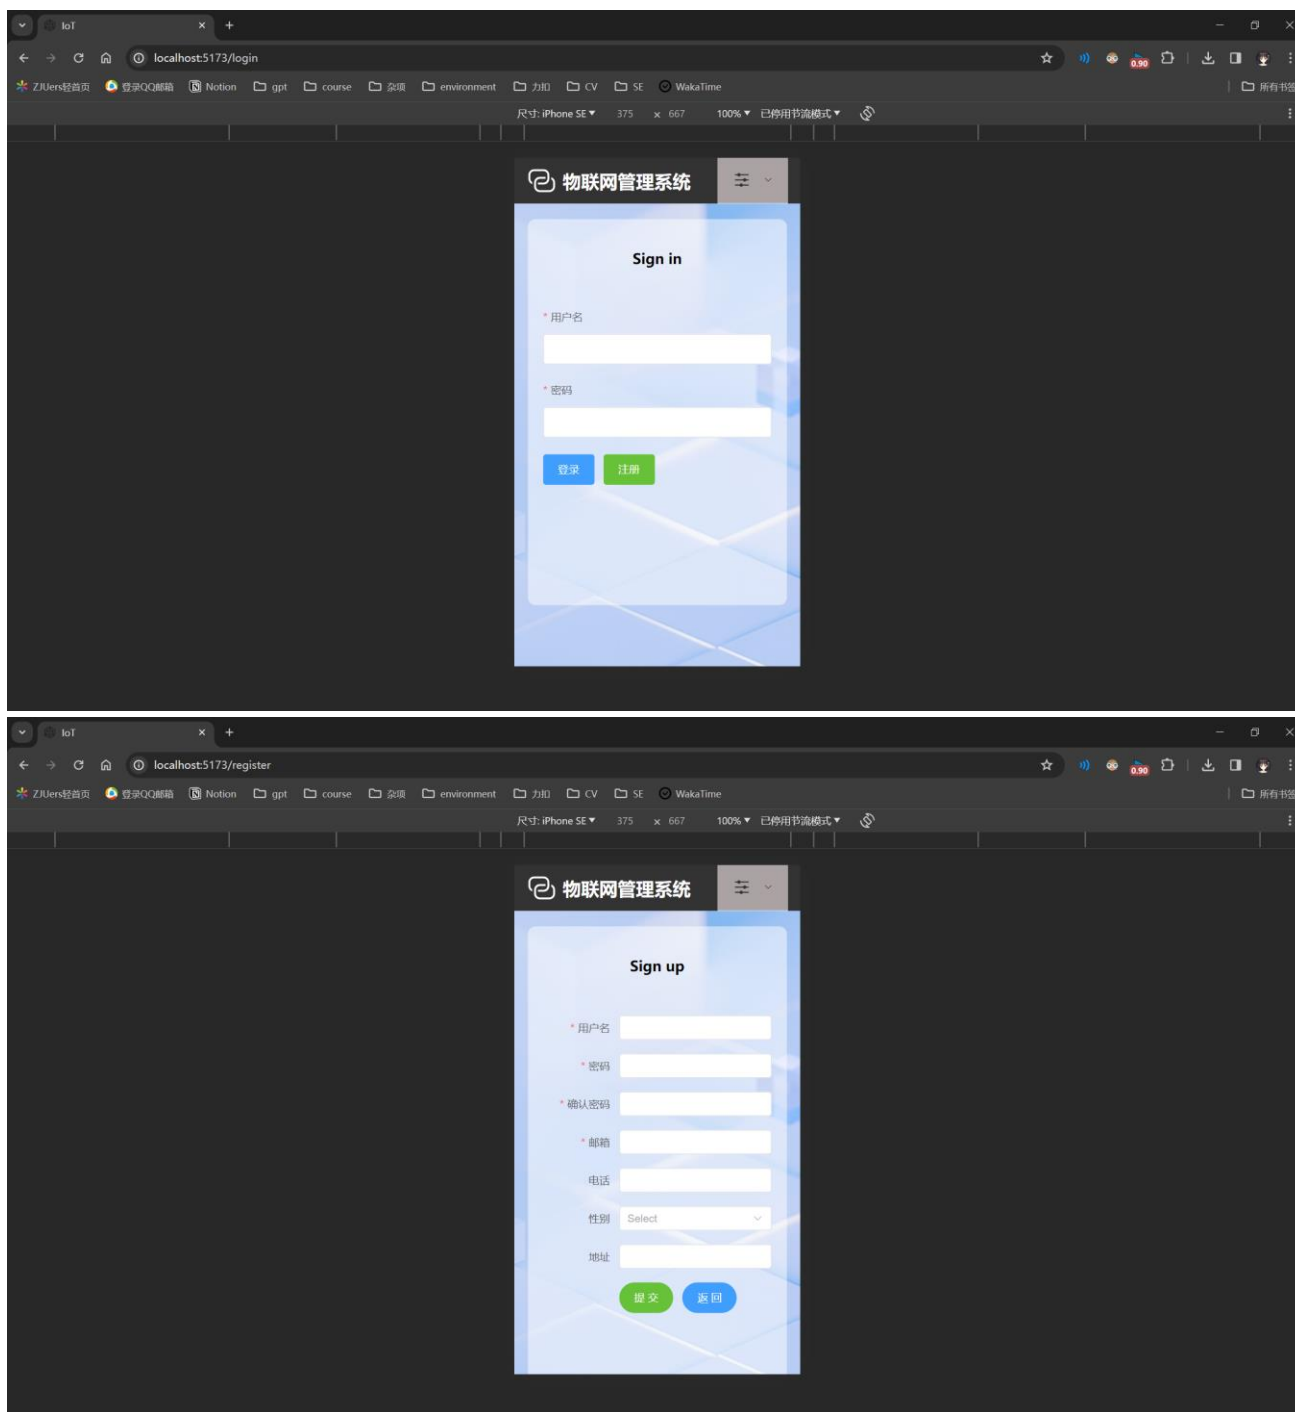 IoT
localhost:5173/login
0.90
ZJUers轻首页 登录QQ邮箱 Notion gpt course 杂项 environment 力扣 CV SE WakaTime 所有书签
尺寸: iPhone SE 375 × 667 100% 已停用节流模式
物联网管理系统
Sign in
* 用户名
* 密码
登录 注册
IoT
localhost:5173/register
0.90
ZJUers轻首页 登录QQ邮箱 Notion gpt course 杂项 environment 力扣 CV SE WakaTime 所有书签
尺寸: iPhone SE 375 × 667 100% 已停用节流模式
物联网管理系统
Sign up
* 用户名
* 密码
* 确认密码
* 邮箱
电话
性别 Select
地址
提交 返回